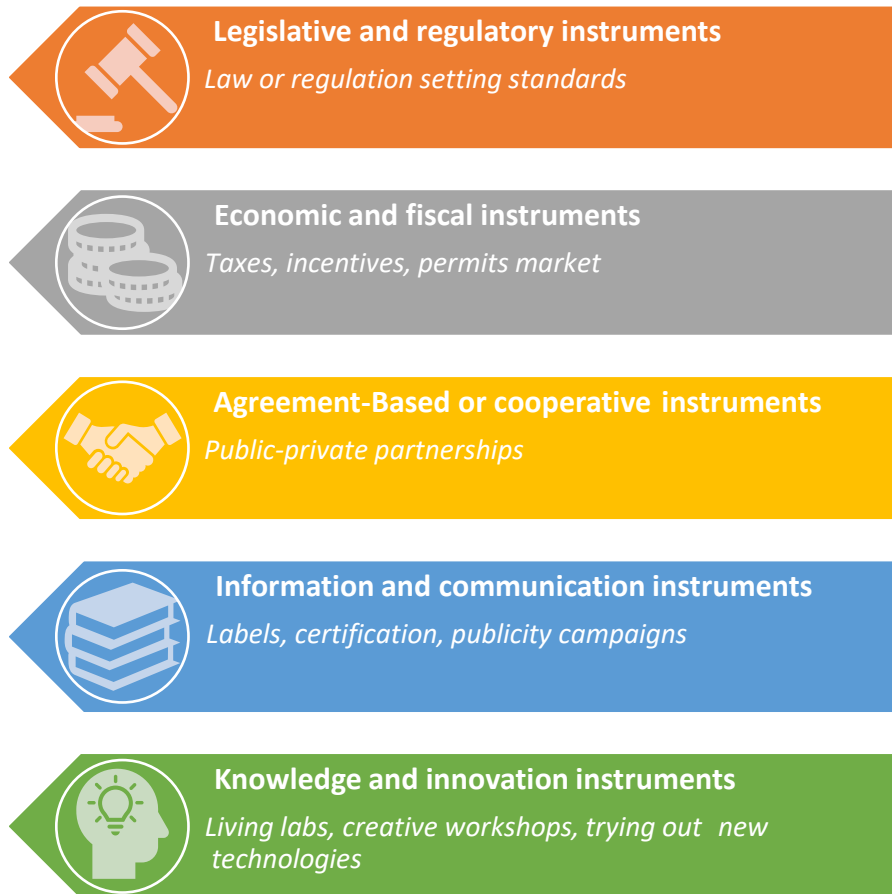 Legislative and regulatory instruments
Law or regulation setting standards
Economic and fiscal instruments
Taxes, incentives, permits market
Agreement-Based or cooperative instruments
Public-private partnerships
Information and communication instruments
Labels, certification, publicity campaigns
Knowledge and innovation instruments
Living labs, creative workshops, trying out new
technologies